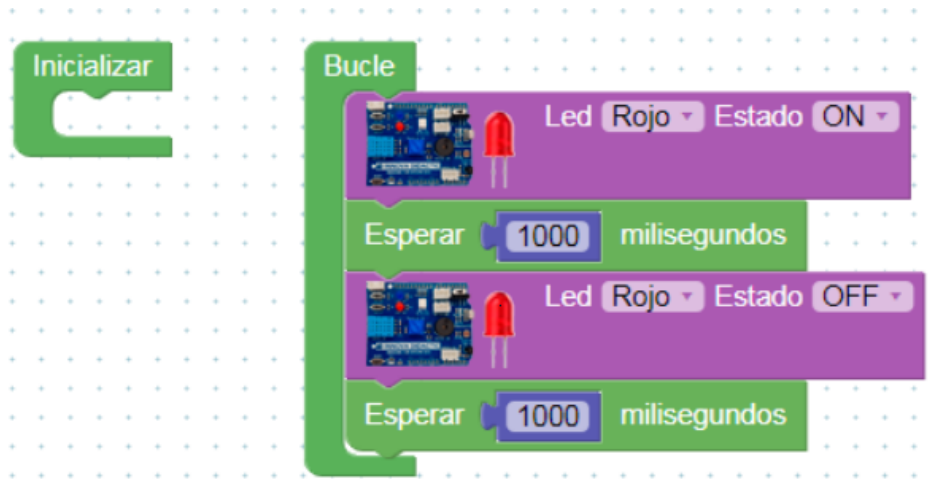 Inicializar
Bucle
Led Rojo Estado ON
Esperar 1000 milisegundos
Led Rojo Estado OFF
Esperar 1000 milisegundos